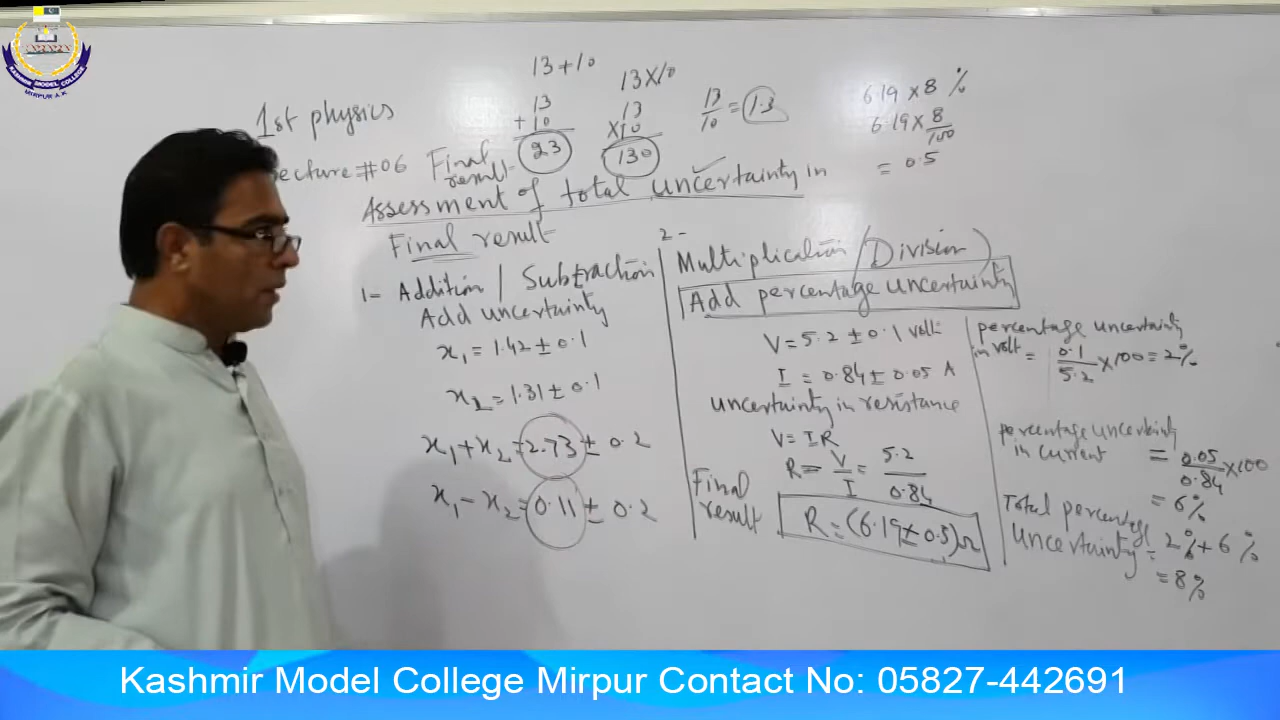 KASHMIR MODEL COLLEGE
MIRPUR A.K
1st physics
Lecture #06
13+10
13
+10
23
Final
result
13×10
13
×10
130
13/10 = 1.3
6.19 × 8 %
6.19 × 8/100
= 0.5
Assessment of total uncertainty in
Final result
1- Addition / Subtraction
Add uncertainty
x₁ = 1.42 ± 0.1
x₂ = 1.31 ± 0.1
x₁ + x₂ = 2.73 ± 0.2
x₁ - x₂ = 0.11 ± 0.2
2-
Multiplication / Division
Add percentage uncertainty
V = 5.2 ± 0.1 volt
I = 0.84 ± 0.05 A
uncertainty in resistance
V = IR
R = V/I = 5.2/0.84
Final
result
R = (6.19 ± 0.5)Ω
percentage uncertainty
in volt = 0.1/5.2 × 100 = 2%
percentage uncertainty
in current = 0.05/0.84 × 100
= 6%
Total percentage
Uncertainty = 2% + 6%
= 8%
Kashmir Model College Mirpur Contact No: 05827-442691